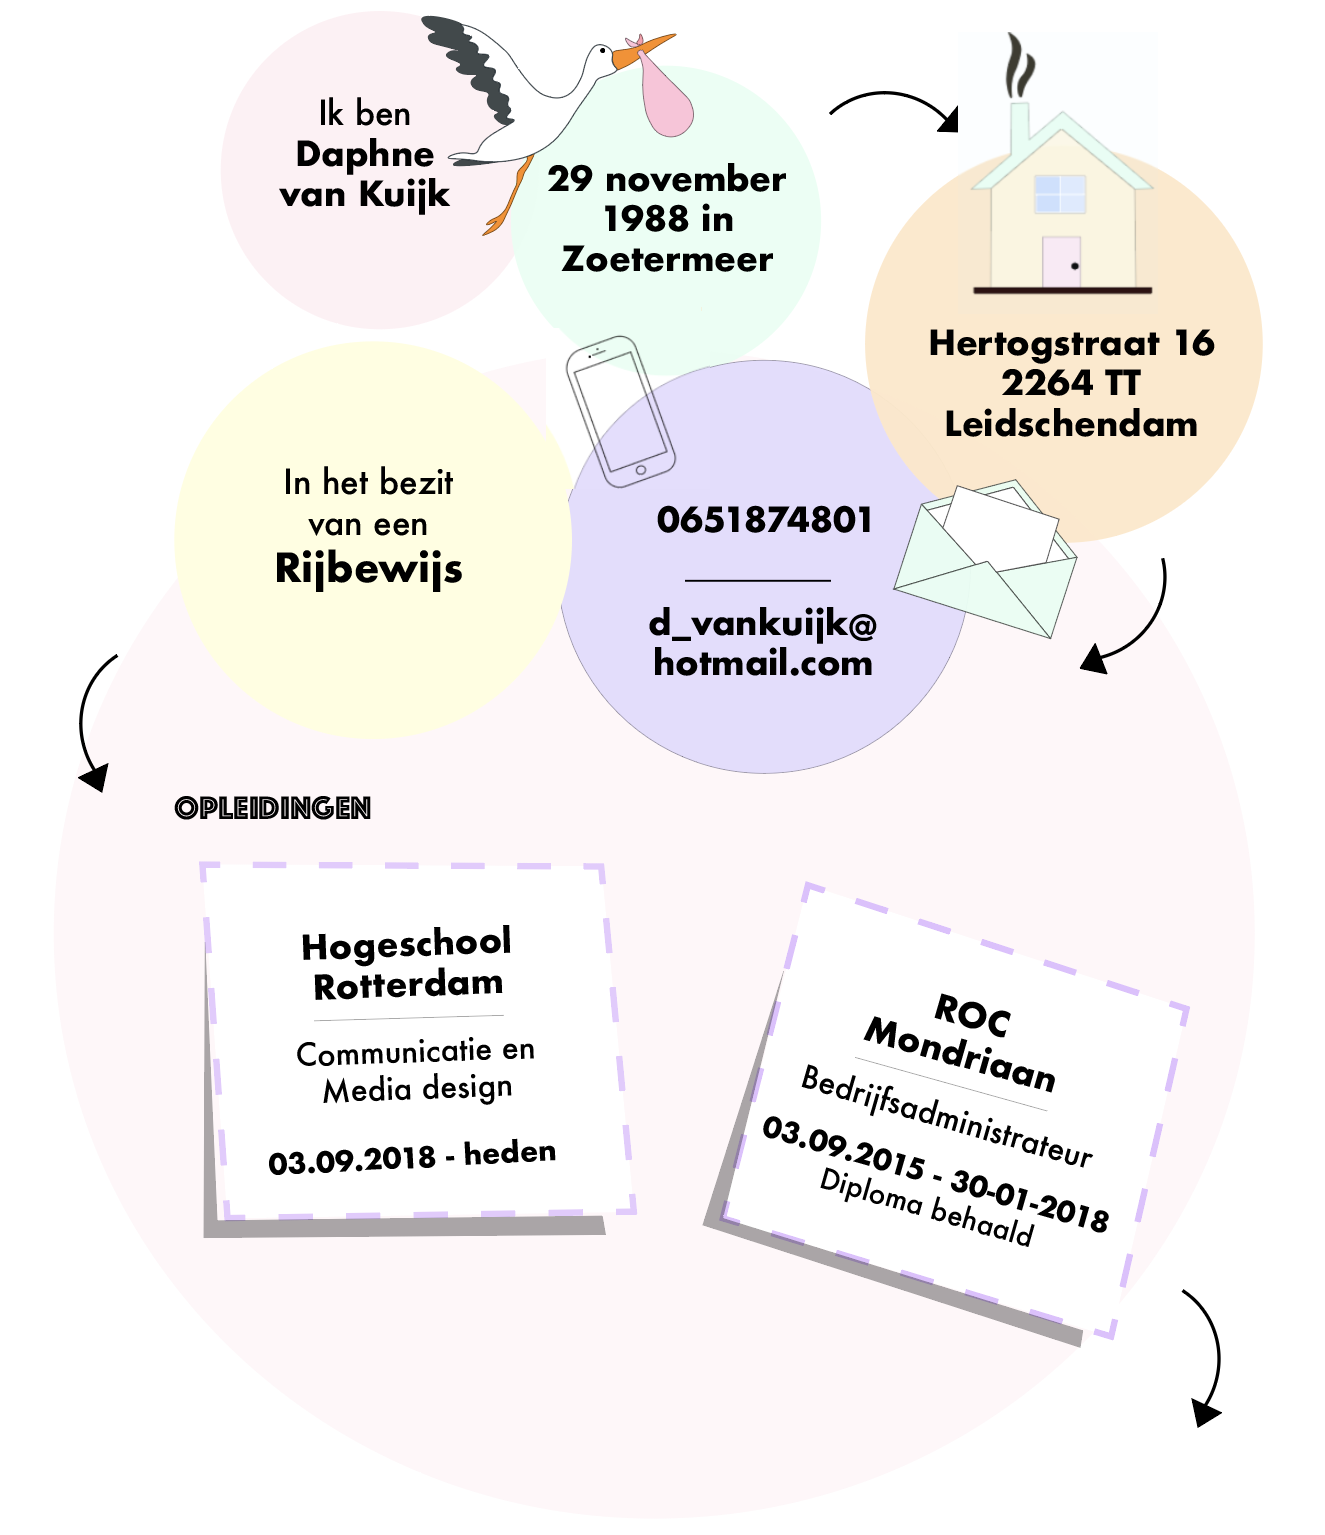 Ik ben
Daphne
van Kuijk
29 november
1988 in
Zoetermeer
Hertogstraat 16
2264 TT
Leidschendam
In het bezit
van een
Rijbewijs
0651874801
d_vankuijk@
hotmail.com
OPLEIDINGEN
Hogeschool
Rotterdam
Communicatie en
Media design
03.09.2018 - heden
ROC
Mondriaan
Bedrijfsadministrateur
03.09.2015 - 30-01-2018
Diploma behaald